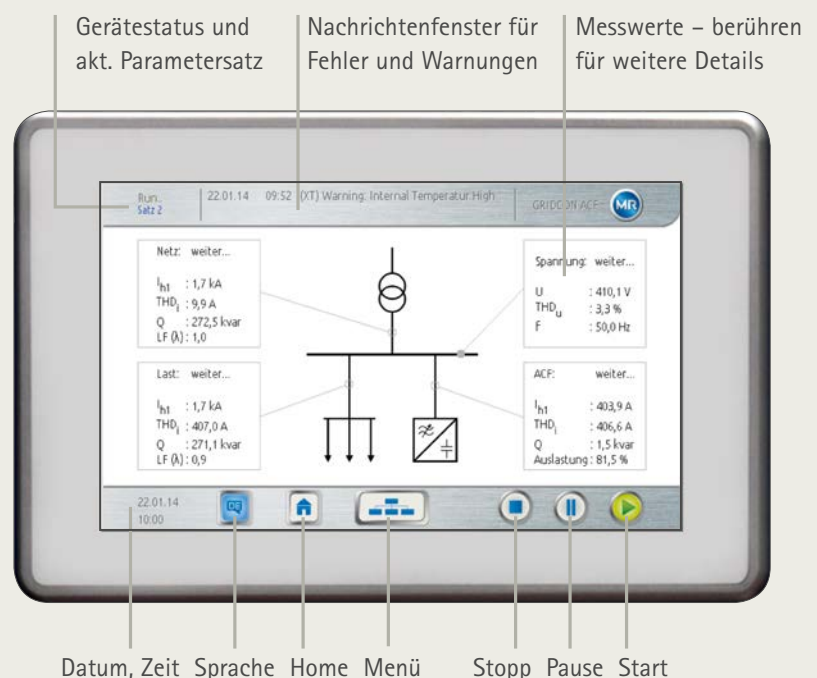 Gerätestatus und
akt. Parametersatz
Nachrichtenfenster für
Fehler und Warnungen
Messwerte – berühren
für weitere Details
Run..
Satz 2
22.01.14 09:52 (XT) Warning: Internal Temperatur High
GRIDCON ACF
MR
Netz: weiter...
Ih1 : 1,7 kA
THDi : 9,9 A
Q : 272,5 kvar
LF (λ) : 1,0
Spannung: weiter...
U : 410,1 V
THDu : 3,3 %
F : 50,0 Hz
Last: weiter...
Ih1 : 1,7 kA
THDi : 407,0 A
Q : 271,1 kvar
LF (λ) : 0,9
ACF: weiter...
Ih1 : 403,9 A
THDi : 406,6 A
Q : 1,5 kvar
Auslastung : 81,5 %
22.01.14
10:00
DE
Datum, Zeit Sprache Home Menü Stopp Pause Start